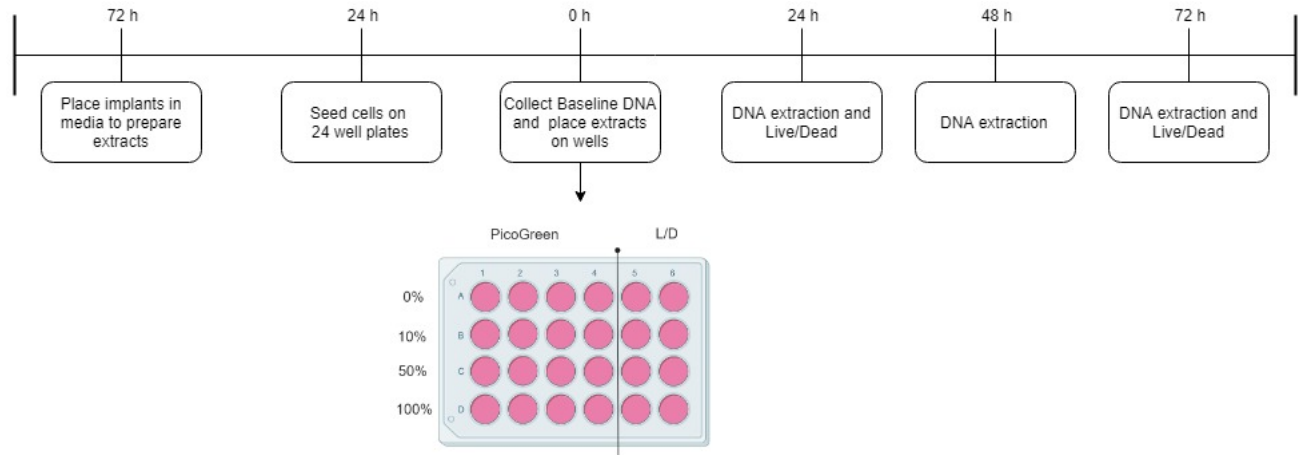 72 h
24 h
0 h
24 h
48 h
72 h
Place implants in
media to prepare
extracts
Seed cells on
24 well plates
Collect Baseline DNA
and place extracts
on wells
DNA extraction and
Live/Dead
DNA extraction
DNA extraction and
Live/Dead
PicoGreen
L/D
1 2 3 4 5 6
0% A
10% B
50% C
100% D